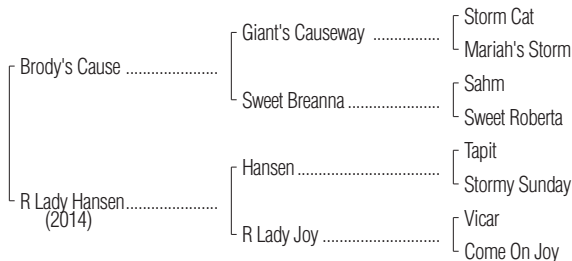 Storm Cat
Giant's Causeway ................
Mariah's Storm
Brody's Cause ......................
Sahm
Sweet Breanna ......................
Sweet Roberta
Tapit
Hansen ..................................
Stormy Sunday
R Lady Hansen ......................
(2014)
Vicar
R Lady Joy ............................
Come On Joy